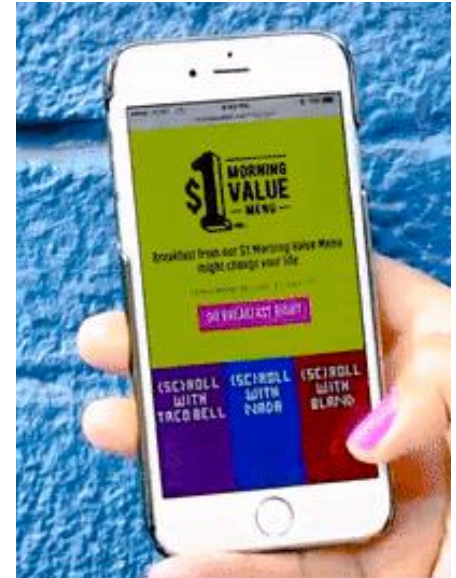 $1 MORNING
VALUE
MENU
Breakfast from our $1 Morning Value Menu
might change your life
DO BREAKFAST RIGHT
(SC)ROLL
WITH
TACO BELL
(SC)ROLL
WITH
NADA
(SC)ROLL
WITH
BLAND